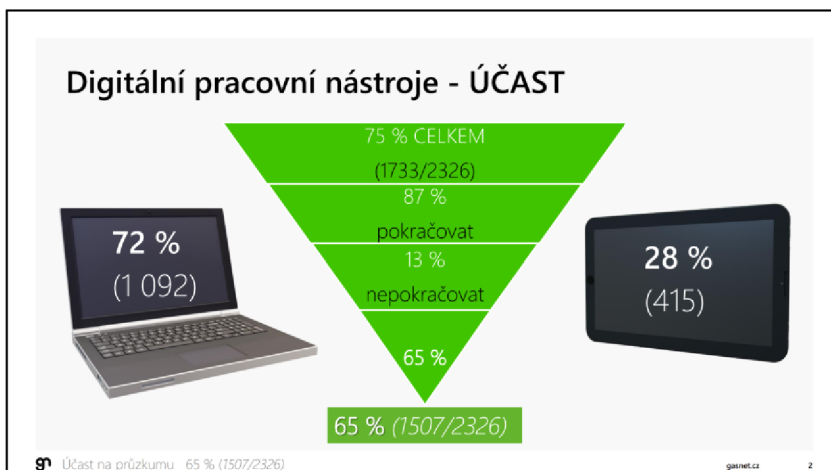 Digitální pracovní nástroje - ÚČAST
75 % CELKEM
(1733/2326)
87 %
pokračovat
13 %
nepokračovat
65 %
65 % (1507/2326)
72 %
(1 092)
28 %
(415)
gn Účast na průzkumu 65 % (1507/2326)
gasnet.cz 2